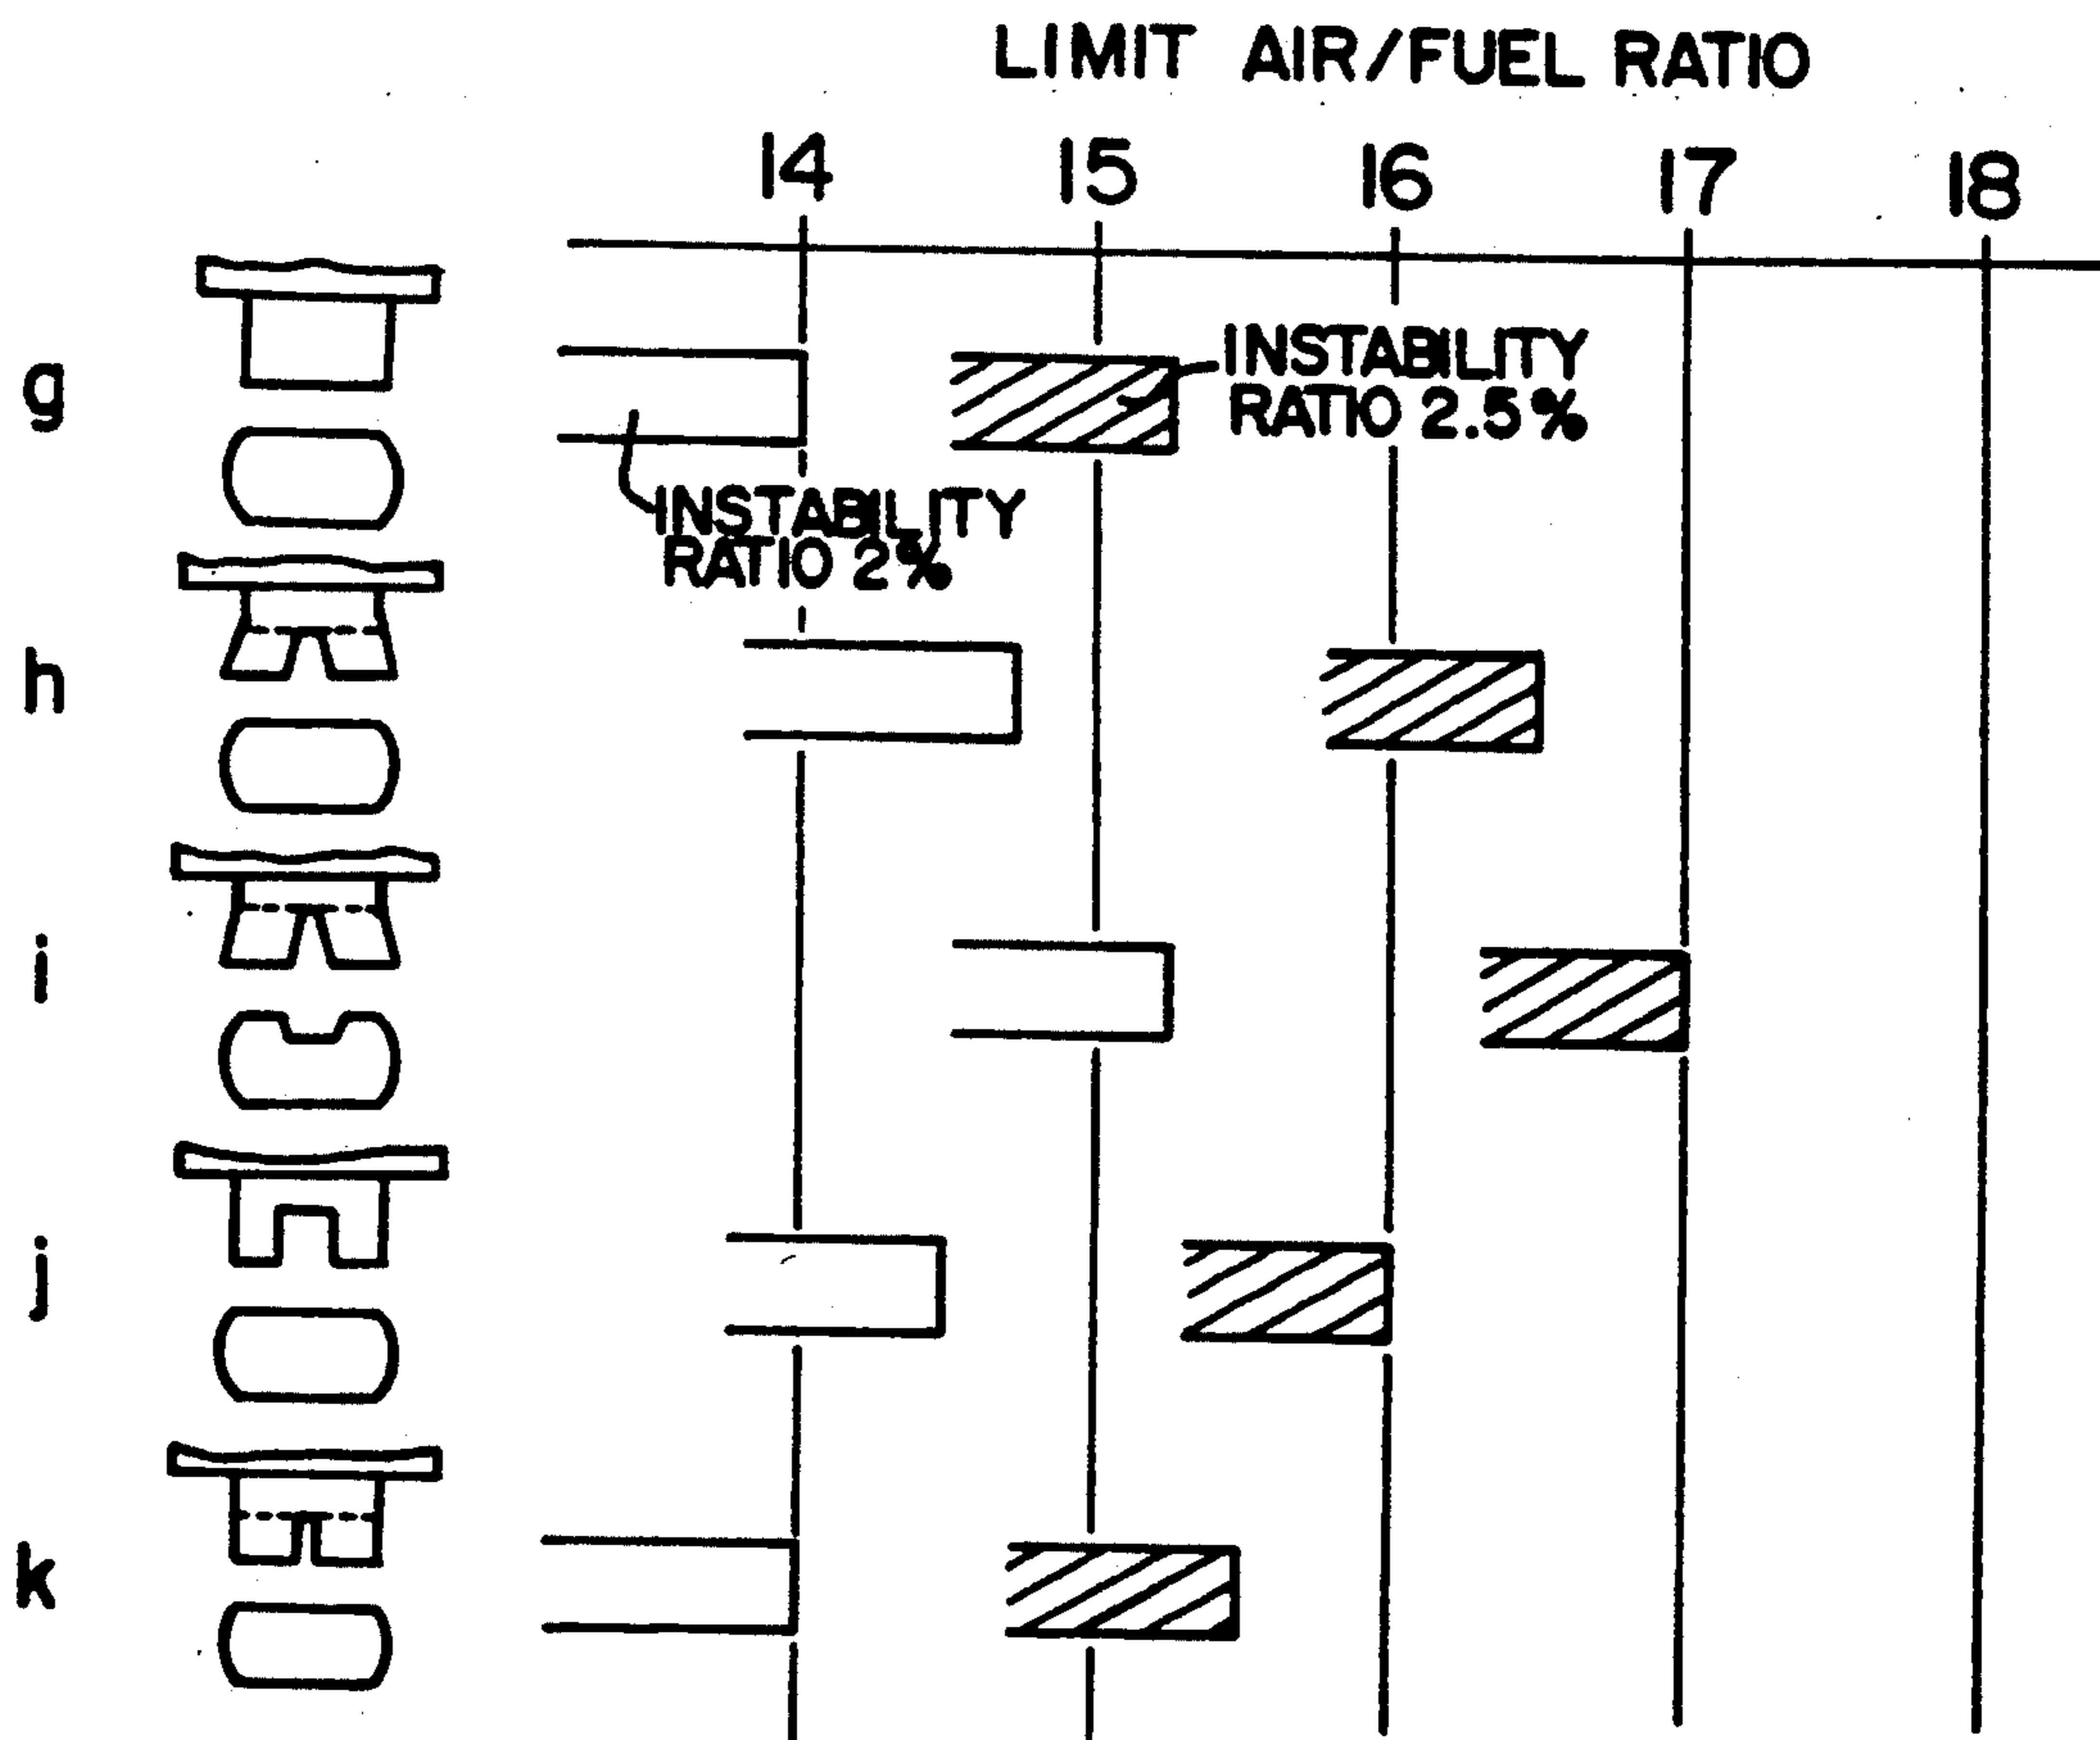 LIMIT AIR/FUEL RATIO
14 15 16 17 18
g
INSTABILITY
RATIO 2.5%
INSTABILITY
RATIO 2%
h
i
j
k